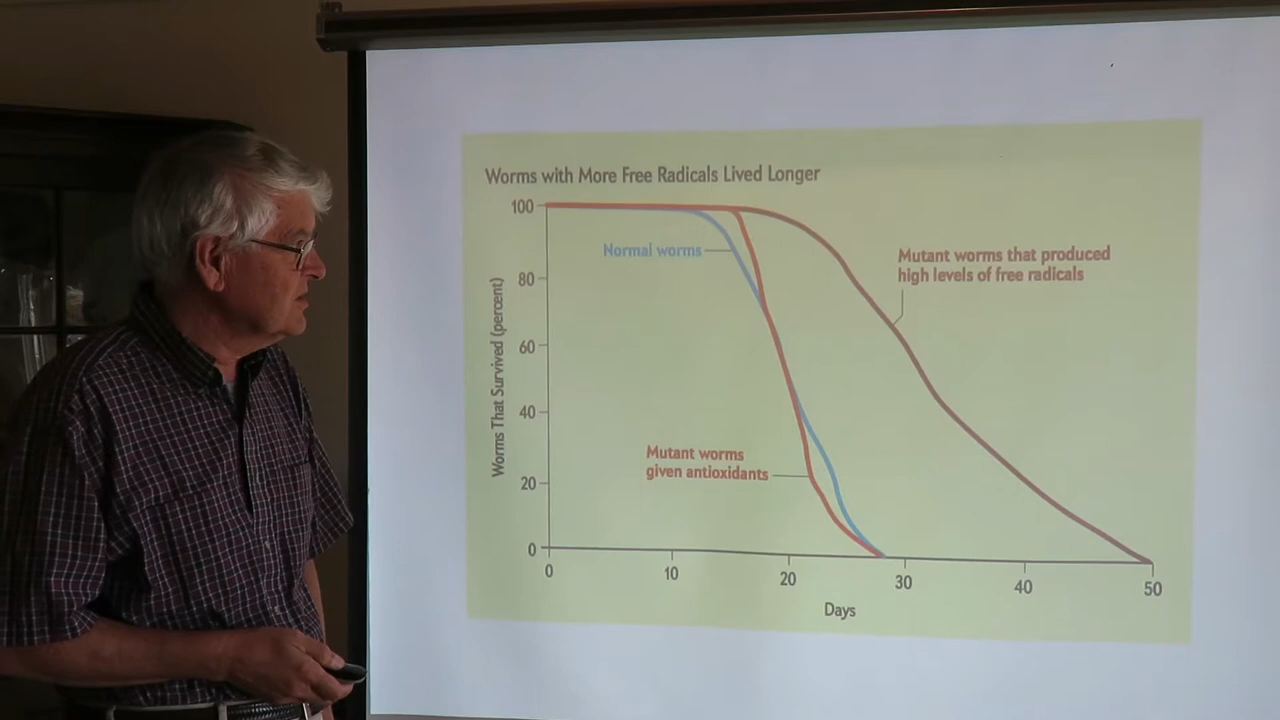 Worms with More Free Radicals Lived Longer
100
80
60
40
20
0
Worms That Survived (percent)
Normal worms
Mutant worms that produced
high levels of free radicals
Mutant worms
given antioxidants
0
10
20
30
40
50
Days